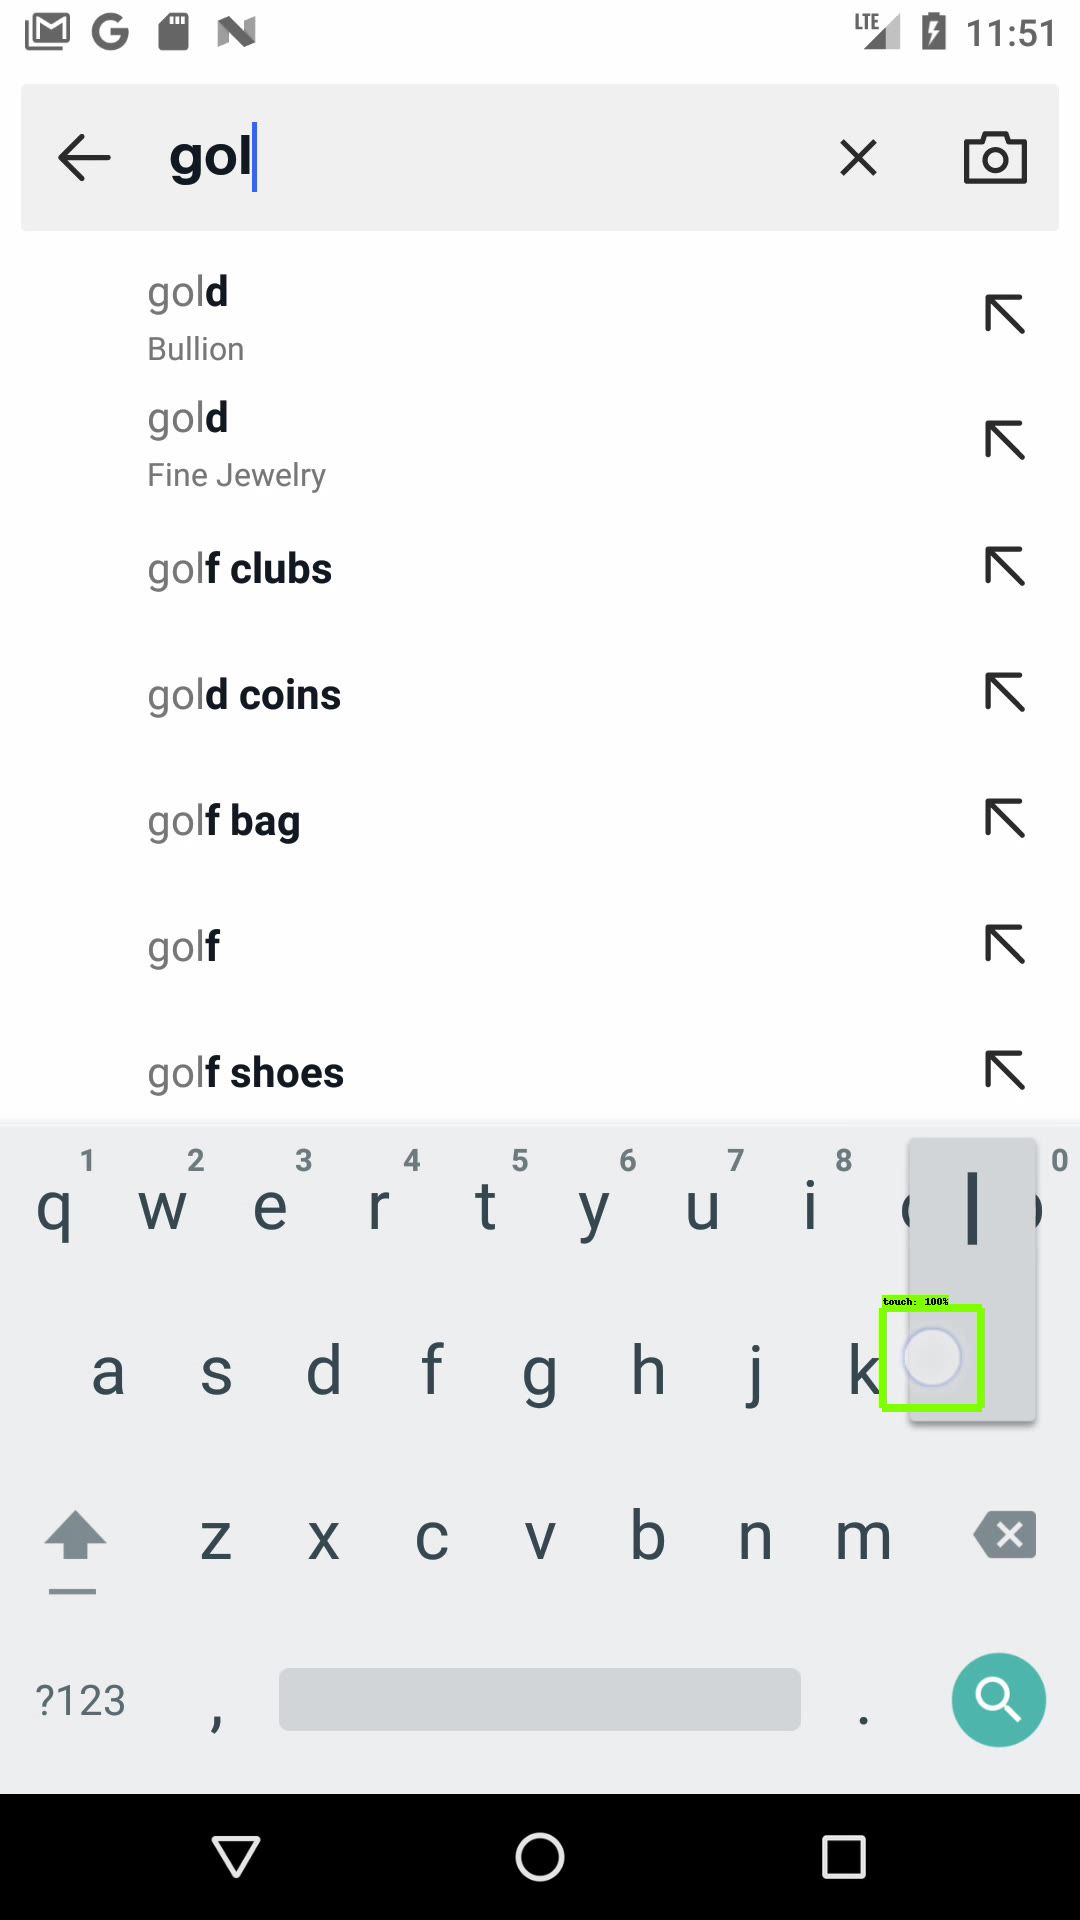 LTE 11:51
gol
gold
Bullion
gold
Fine Jewelry
golf clubs
gold coins
golf bag
golf
golf shoes
1 2 3 4 5 6 7 8 0
q w e r t y u i l
touch: 100%
a s d f g h j k
z x c v b n m
?123 , .